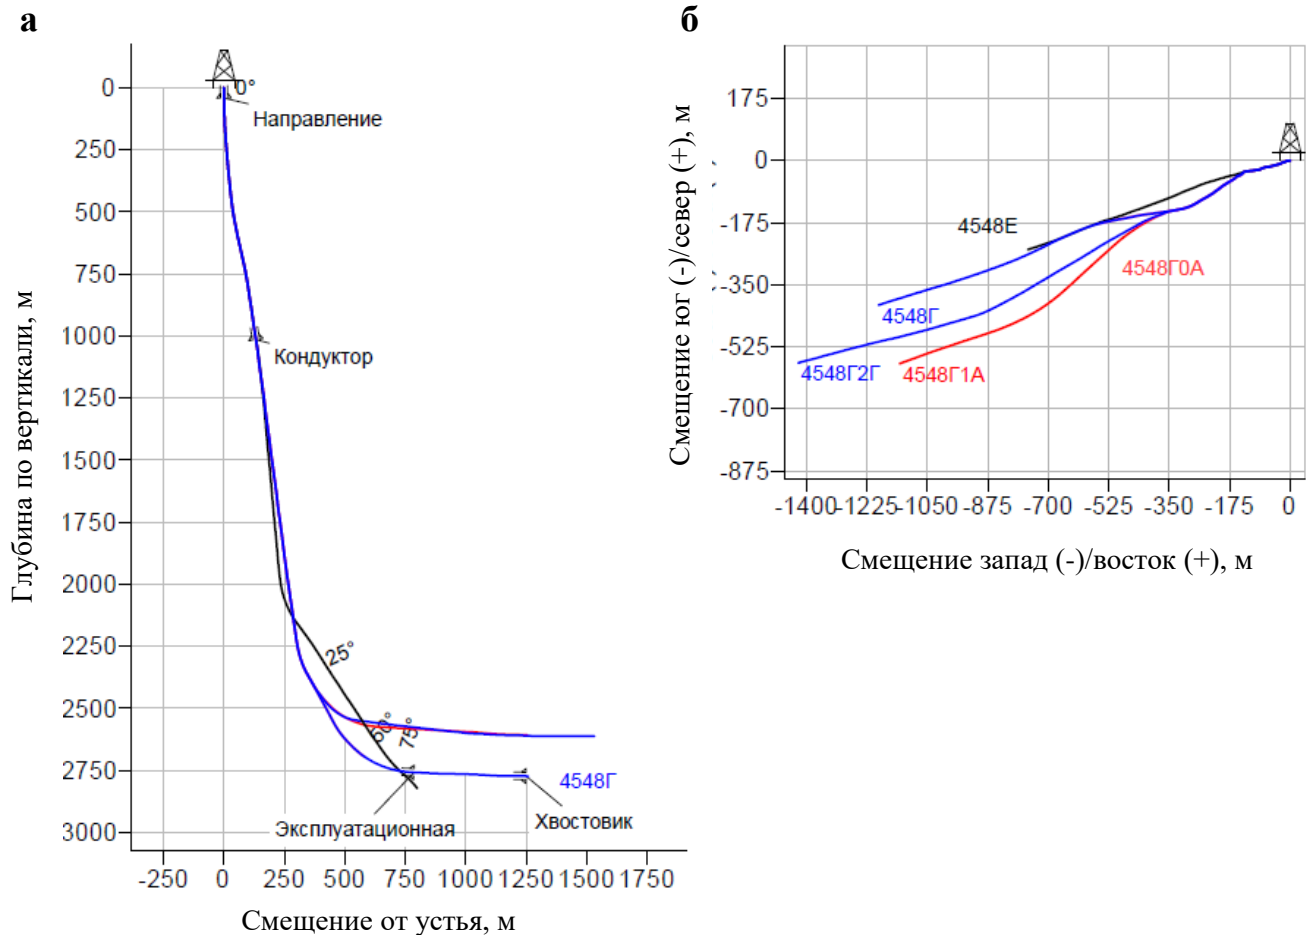 а
б
0
0°
Направление
250
500
750
1000
Кондуктор
1250
1500
1750
2000
2250
25°
2500
60°
75°
2750
4548Г
3000
Эксплуатационная
Хвостовик
-250 0 250 500 750 1000 1250 1500 1750
Глубина по вертикали, м
Смещение от устья, м
175
0
-175
4548Е
4548Г0А
-350
4548Г
-525
4548Г2Г
4548Г1А
-700
-875
-1400 -1225 -1050 -875 -700 -525 -350 -175 0
Смещение юг (-)/север (+), м
Смещение запад (-)/восток (+), м